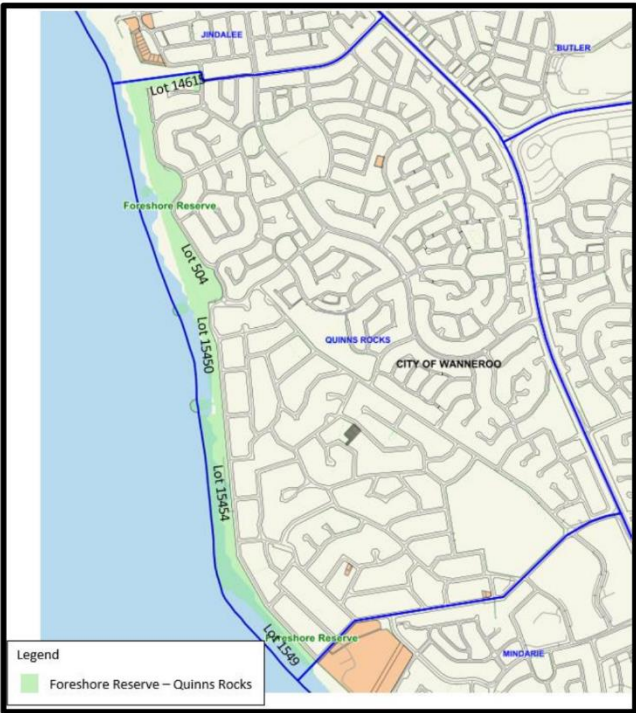 JINDALEE
BUTLER
Lot 14615
Foreshore Reserve
Lot 504
Lot 15450
QUINNS ROCKS
CITY OF WANNEROO
Lot 15454
Foreshore Reserve
Lot 1549
MINDARIE
Legend
Foreshore Reserve – Quinns Rocks